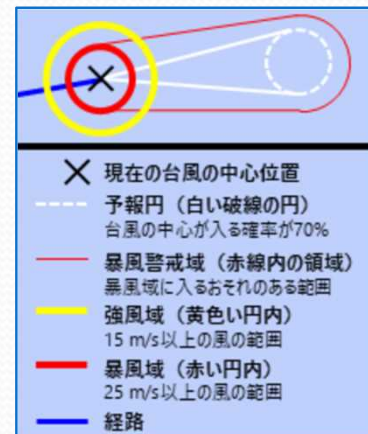 現在の台風の中心位置
予報円（白い破線の円）
台風の中心が入る確率が70%
暴風警戒域（赤線内の領域）
暴風域に入るおそれのある範囲
強風域（黄色い円内）
15 m/s以上の風の範囲
暴風域（赤い円内）
25 m/s以上の風の範囲
経路